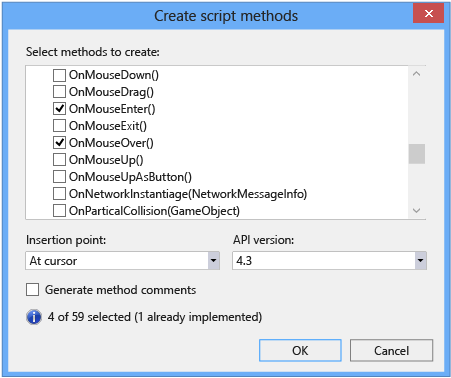 Create script methods
Select methods to create:
OnMouseDown()
OnMouseDrag()
OnMouseEnter()
OnMouseExit()
OnMouseOver()
OnMouseUp()
OnMouseUpAsButton()
OnNetworkInstantiage(NetworkMessageInfo)
OnParticalCollision(GameObject)
Insertion point: API version:
At cursor 4.3
Generate method comments
4 of 59 selected (1 already implemented)
OK Cancel